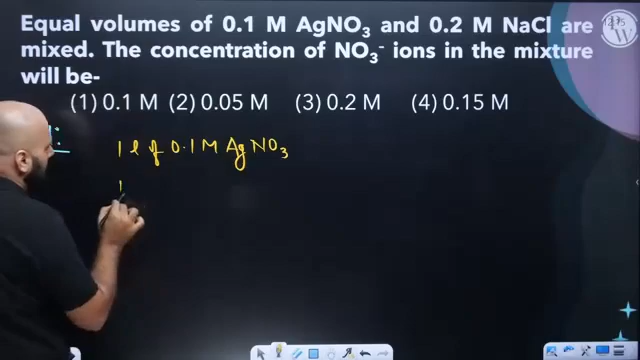 Equal volumes of 0.1 M AgNO₃ and 0.2 M NaCl are
mixed. The concentration of NO₃⁻ ions in the mixture
will be-
(1) 0.1 M (2) 0.05 M (3) 0.2 M (4) 0.15 M
1 l of 0.1 M AgNO₃
1